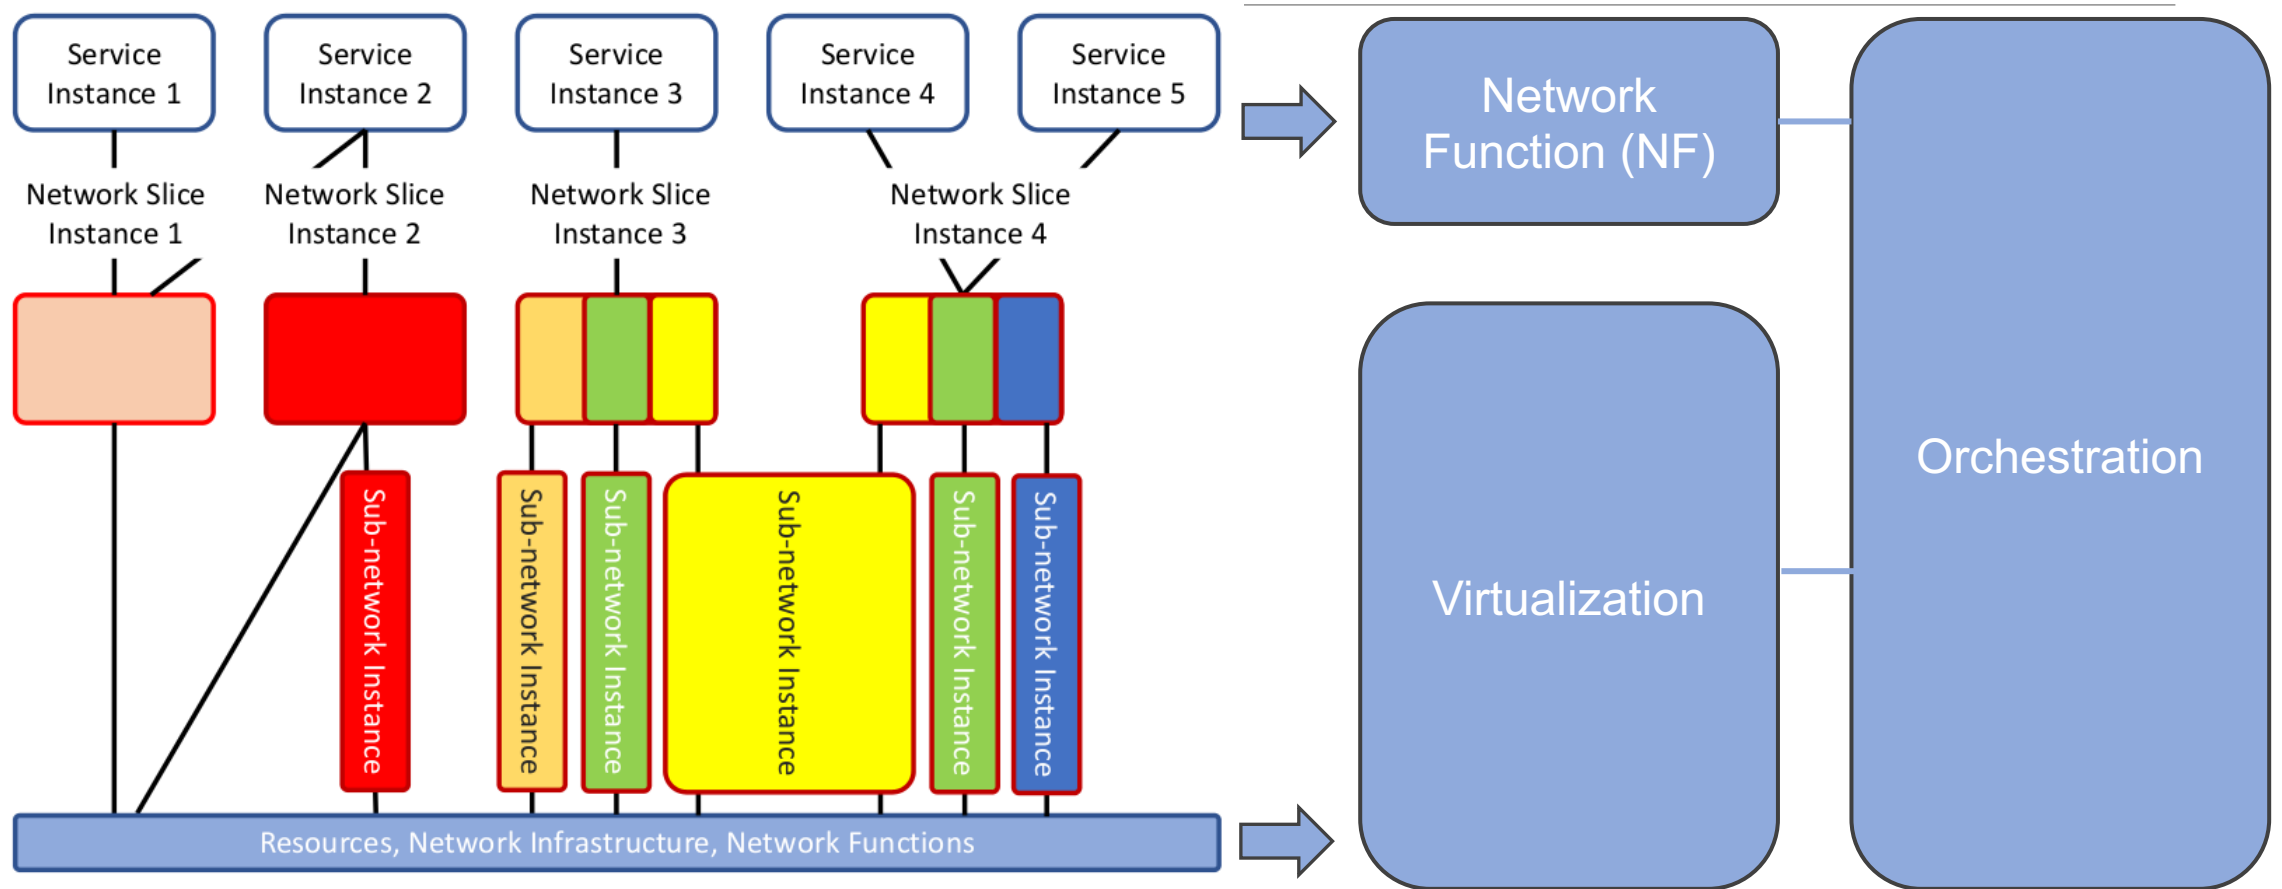 Service
Instance 1
Service
Instance 2
Service
Instance 3
Service
Instance 4
Service
Instance 5
Network Slice
Instance 1
Network Slice
Instance 2
Network Slice
Instance 3
Network Slice
Instance 4
Sub-network Instance
Sub-network Instance
Sub-network Instance
Sub-network Instance
Sub-network Instance
Sub-network Instance
Resources, Network Infrastructure, Network Functions
Network
Function (NF)
Virtualization
Orchestration